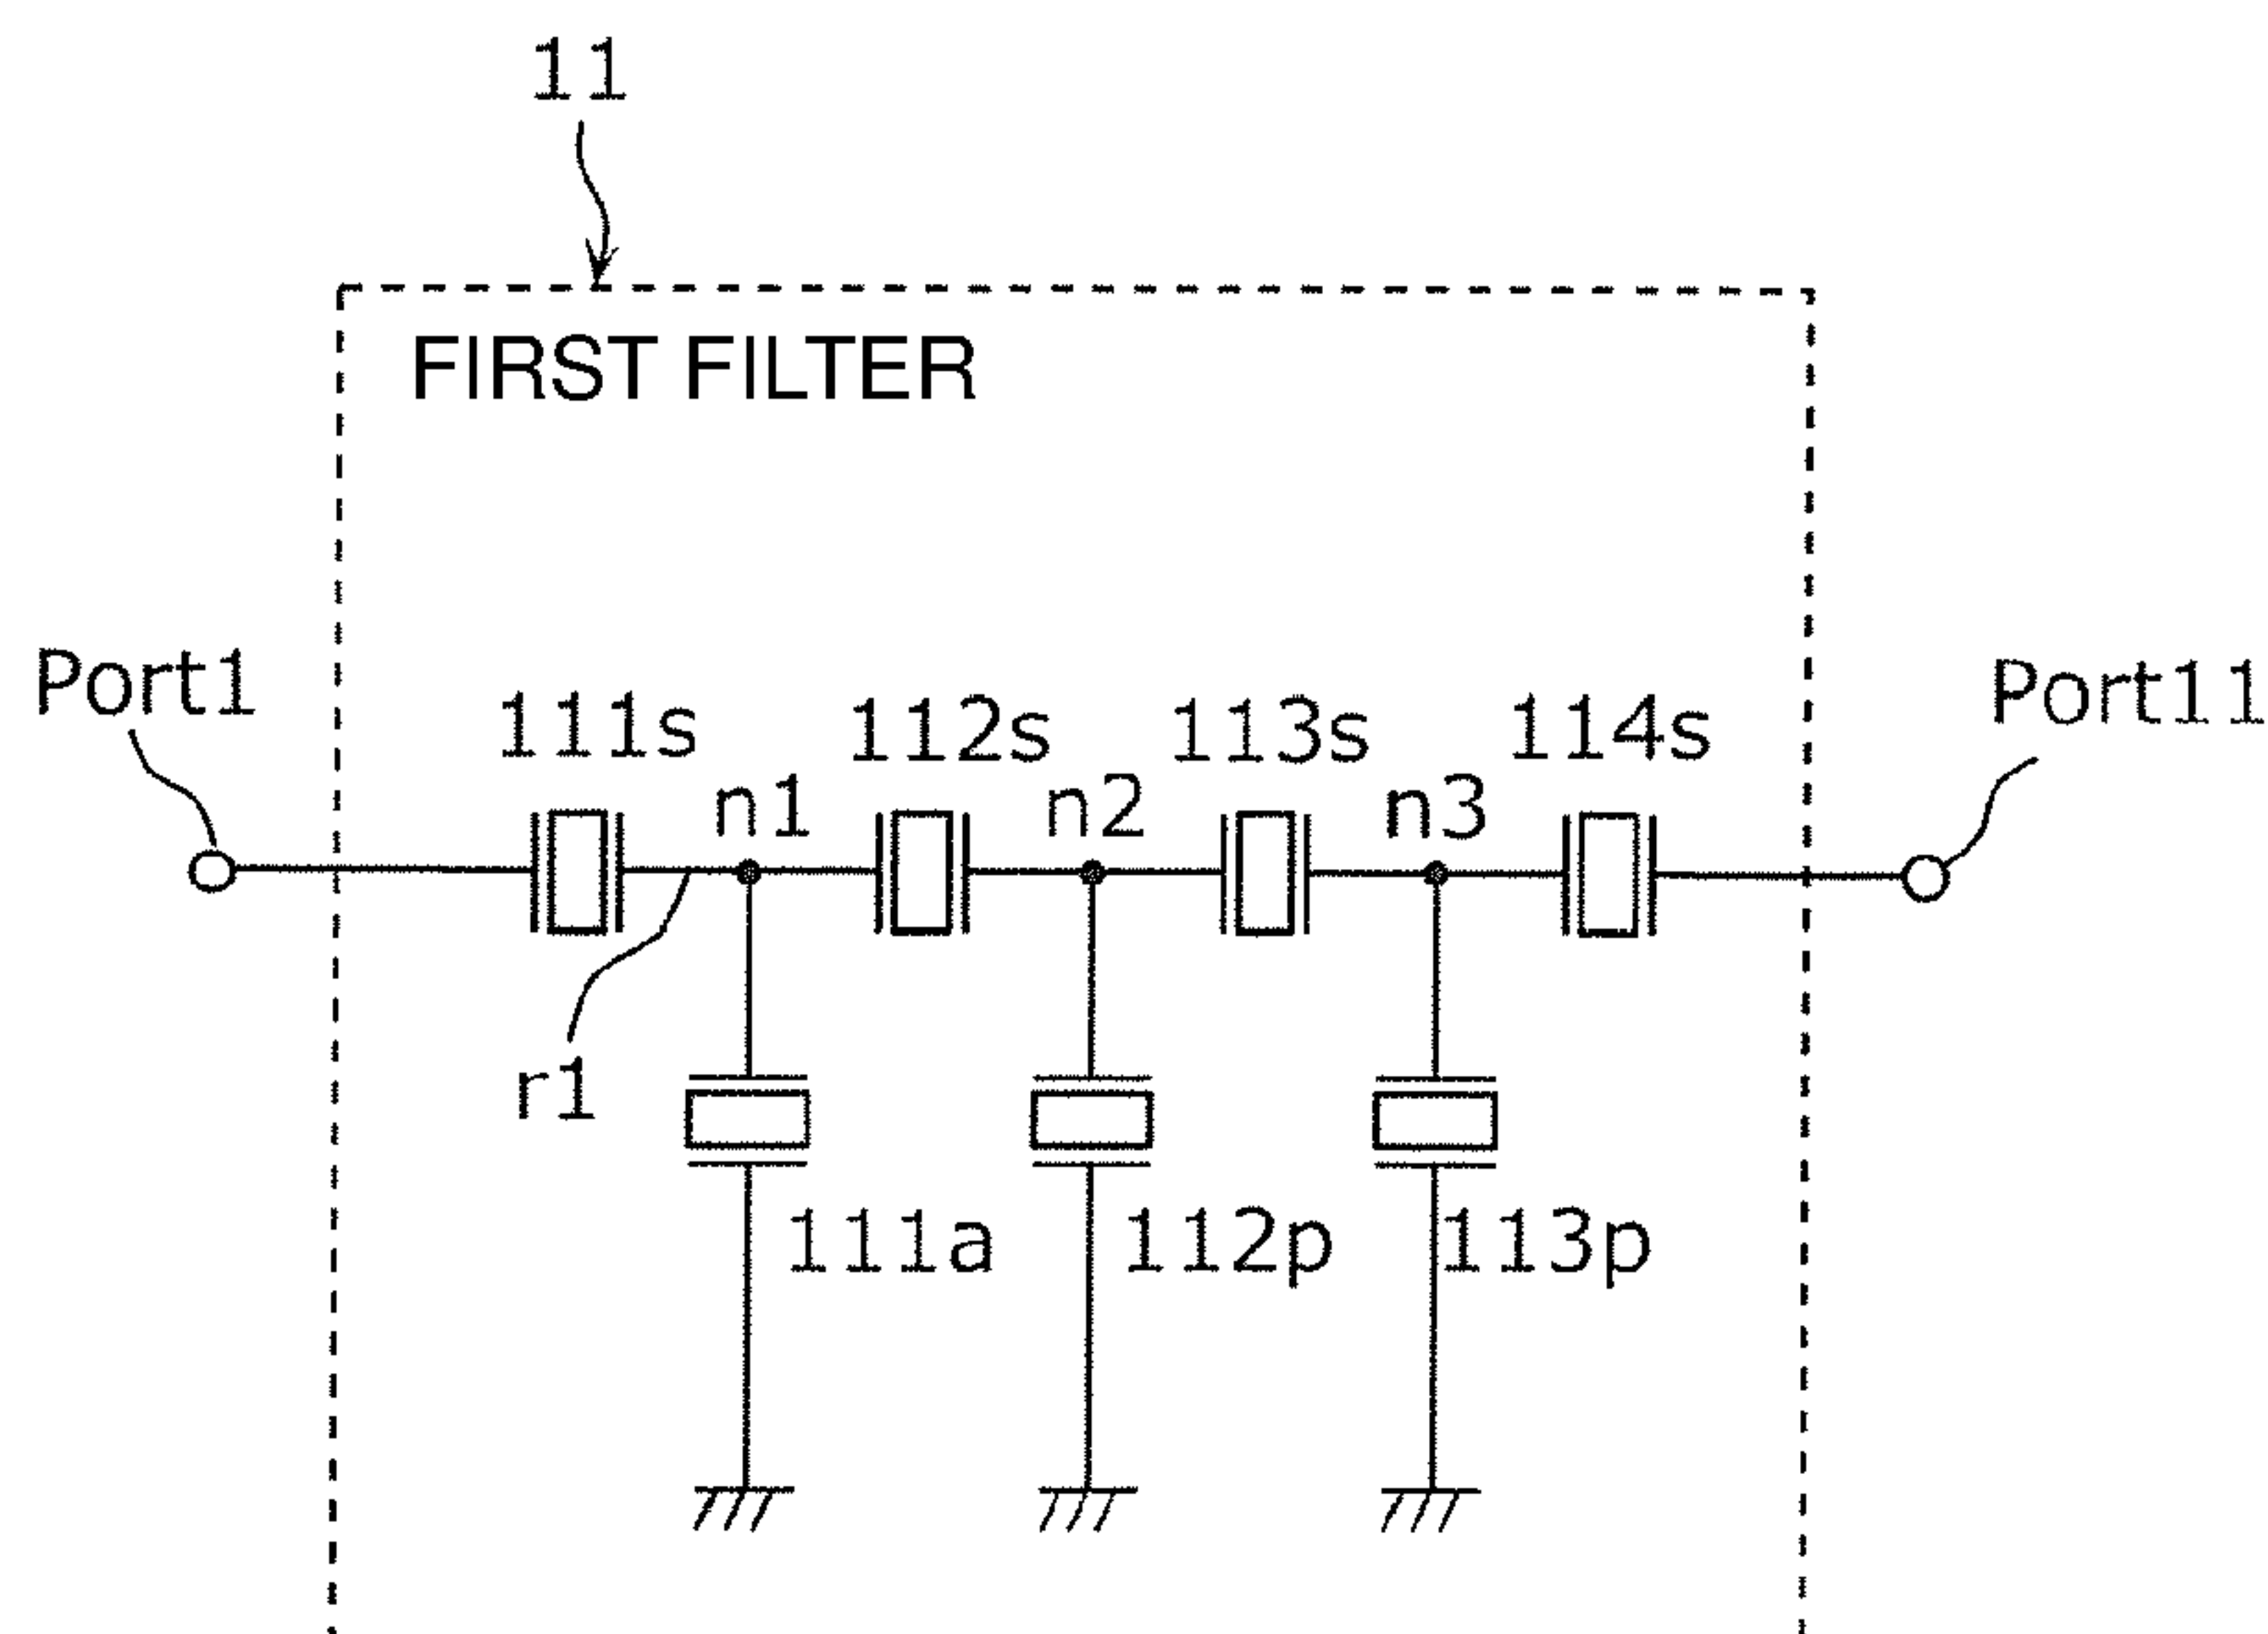 11
FIRST FILTER
Port1
Port11
111s
112s
113s
114s
n1
n2
n3
r1
111a
112p
113p